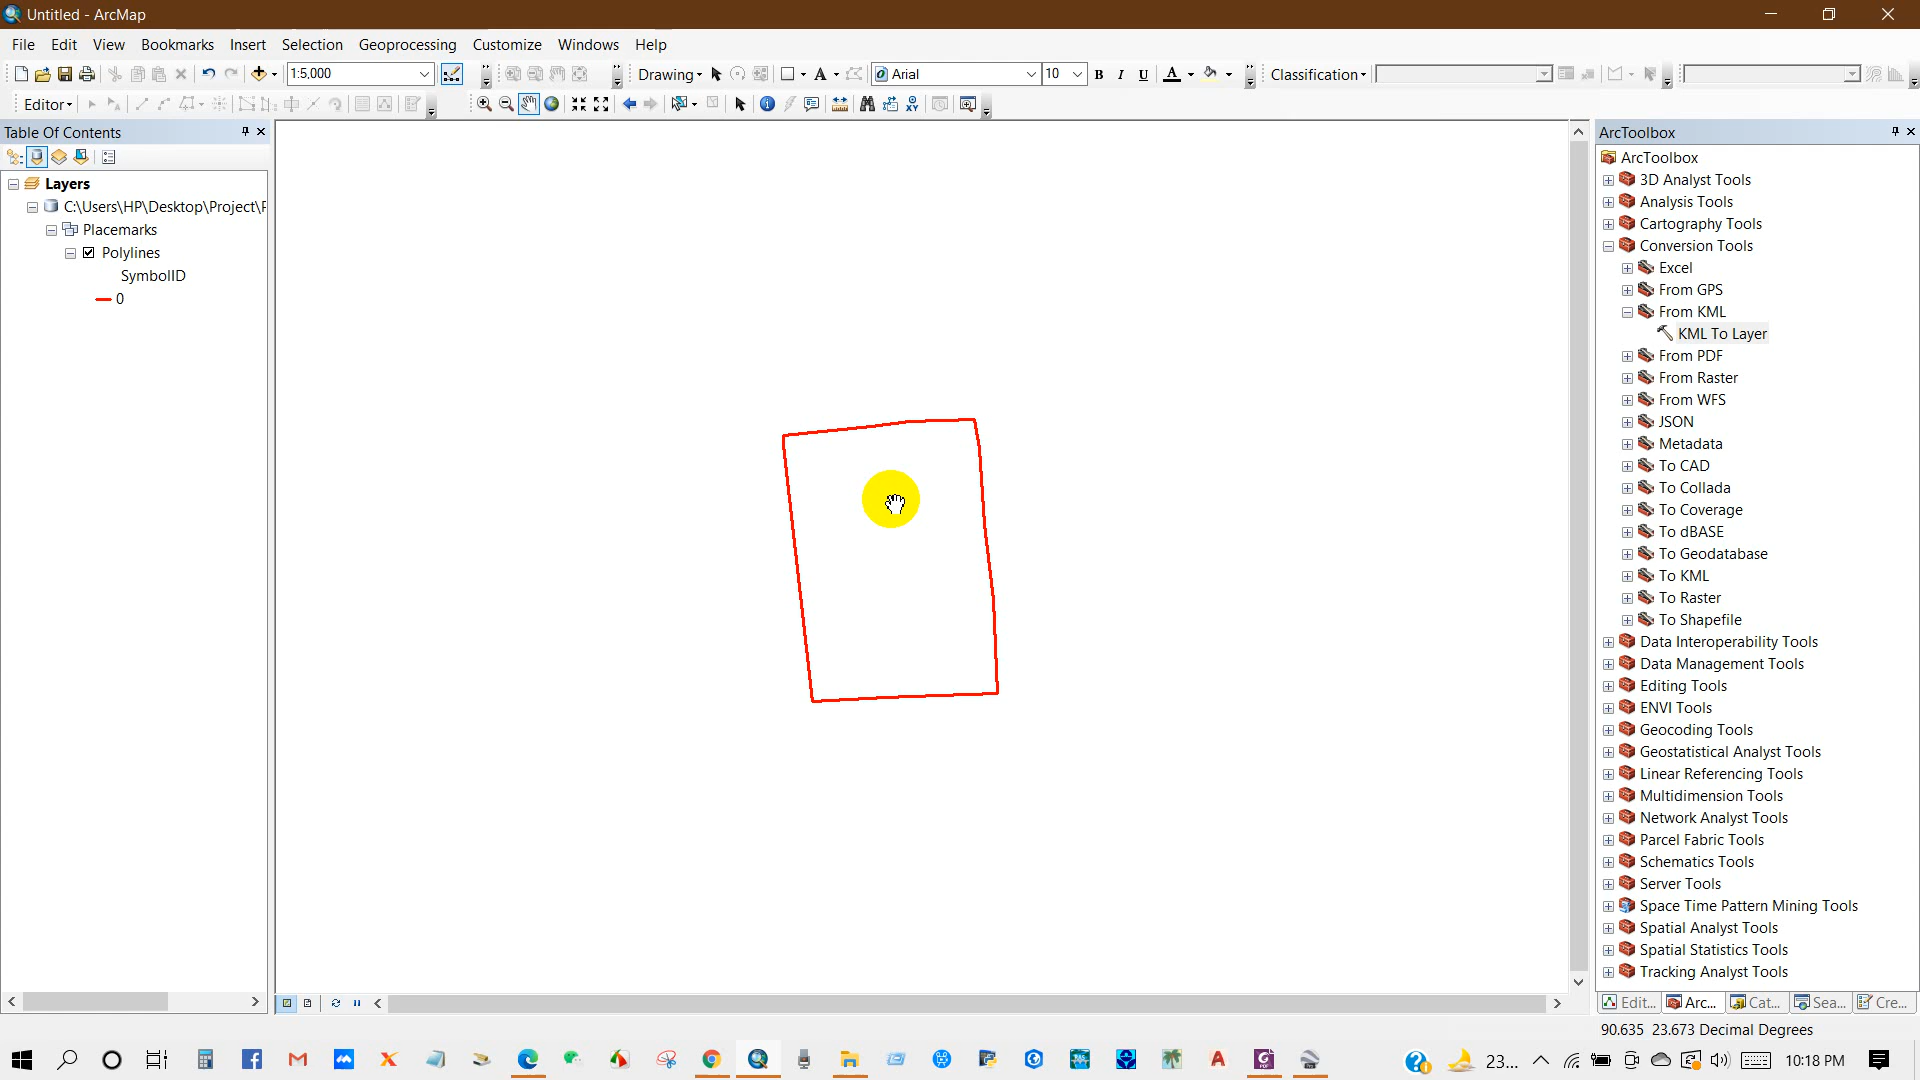 Untitled - ArcMap
File Edit View Bookmarks Insert Selection Geoprocessing Customize Windows Help
1:5,000 Drawing Arial 10 B I U A Classification
Editor
Table Of Contents
Layers
C:\Users\HP\Desktop\Project\
Placemarks
Polylines
SymbolID
0
ArcToolbox
ArcToolbox
3D Analyst Tools
Analysis Tools
Cartography Tools
Conversion Tools
Excel
From GPS
From KML
KML To Layer
From PDF
From Raster
From WFS
JSON
Metadata
To CAD
To Collada
To Coverage
To dBASE
To Geodatabase
To KML
To Raster
To Shapefile
Data Interoperability Tools
Data Management Tools
Editing Tools
ENVI Tools
Geocoding Tools
Geostatistical Analyst Tools
Linear Referencing Tools
Multidimension Tools
Network Analyst Tools
Parcel Fabric Tools
Schematics Tools
Server Tools
Space Time Pattern Mining Tools
Spatial Analyst Tools
Spatial Statistics Tools
Tracking Analyst Tools
Edit... Arc... Cat... Sea... Cre...
90.635 23.673 Decimal Degrees
23... 10:18 PM